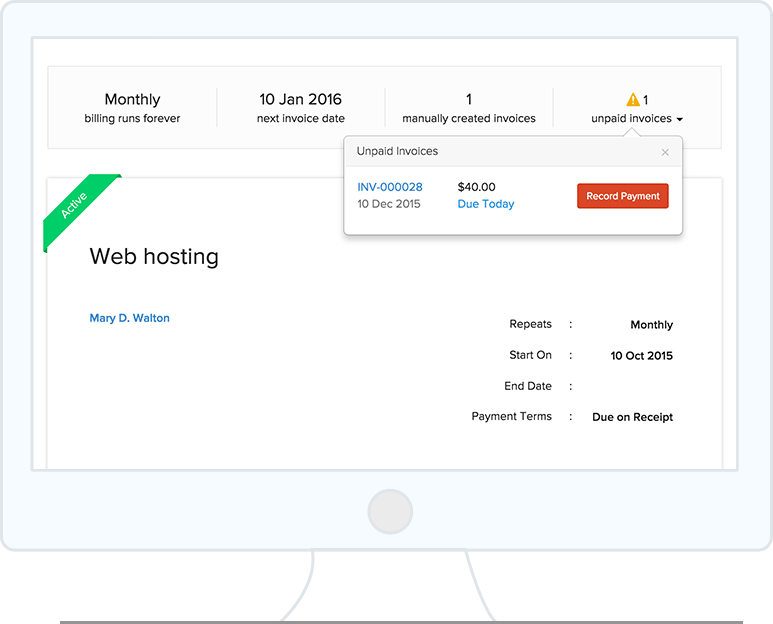 Monthly
billing runs forever
10 Jan 2016
next invoice date
1
manually created invoices
1
unpaid invoices
Unpaid Invoices
×
INV-000028
$40.00
10 Dec 2015
Due Today
Record Payment
Active
Web hosting
Mary D. Walton
Repeats : Monthly
Start On : 10 Oct 2015
End Date :
Payment Terms : Due on Receipt